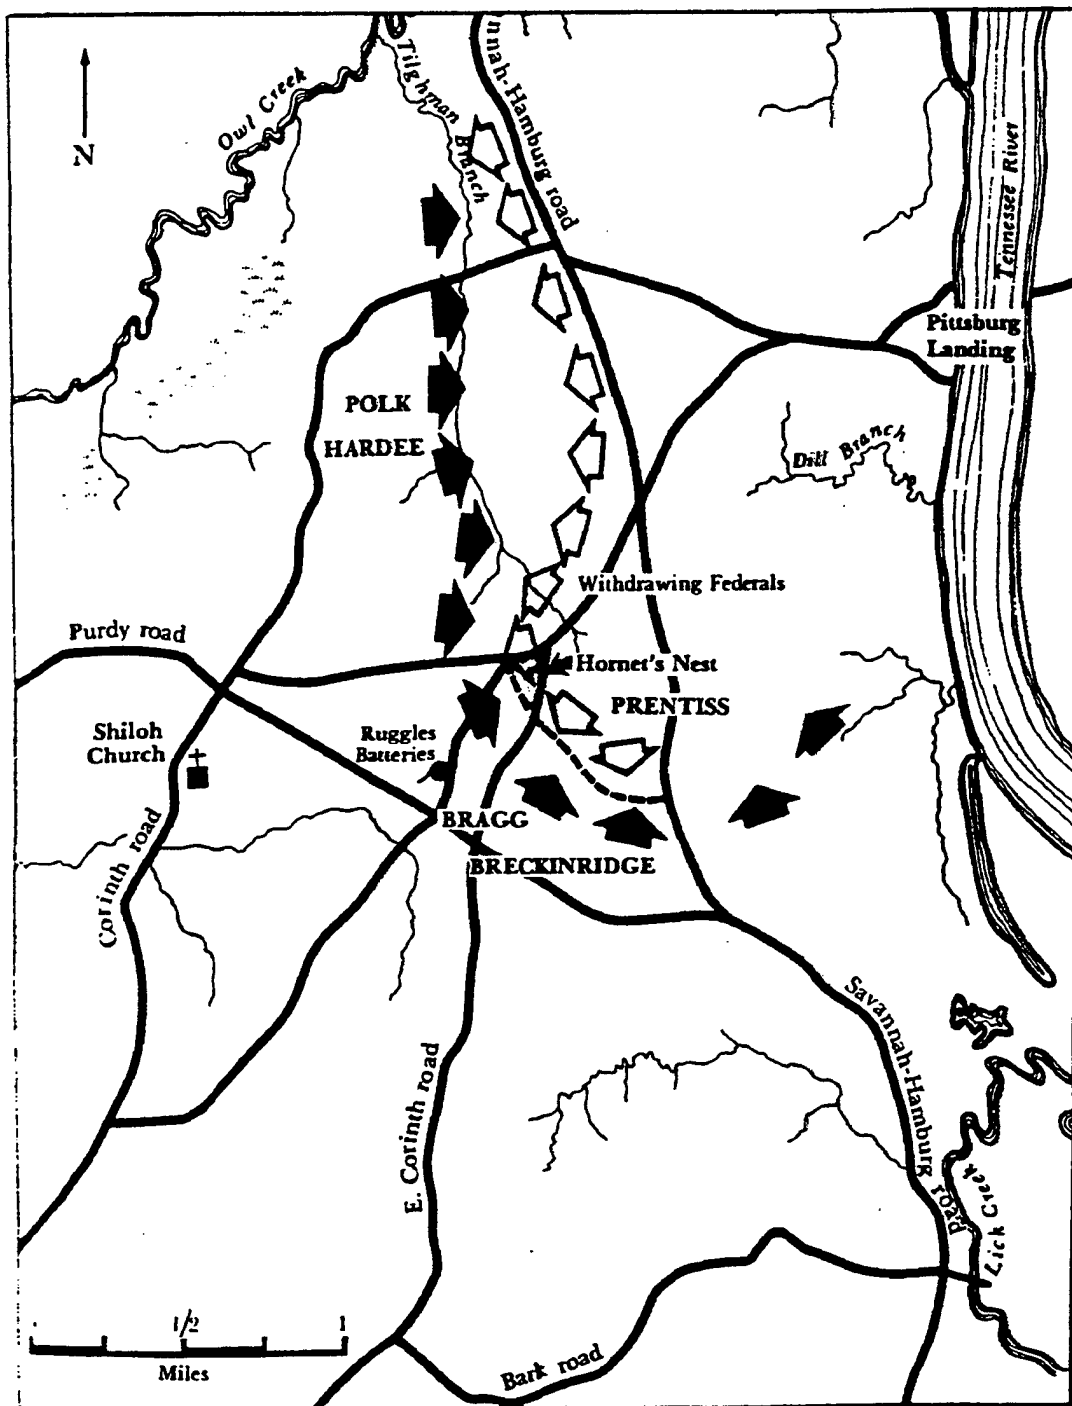 N
Owl Creek
Tilghman Branch
nnah-Hamburg road
Tennessee River
Pittsburg
Landing
POLK
HARDEE
Dill Branch
Withdrawing Federals
Purdy road
Hornet's Nest
PRENTISS
Shiloh
Church
Ruggles
Batteries
BRAGG
BRECKINRIDGE
Corinth road
E. Corinth road
Savannah-Hamburg road
Lick Creek
1/2
1
Miles
Bark road